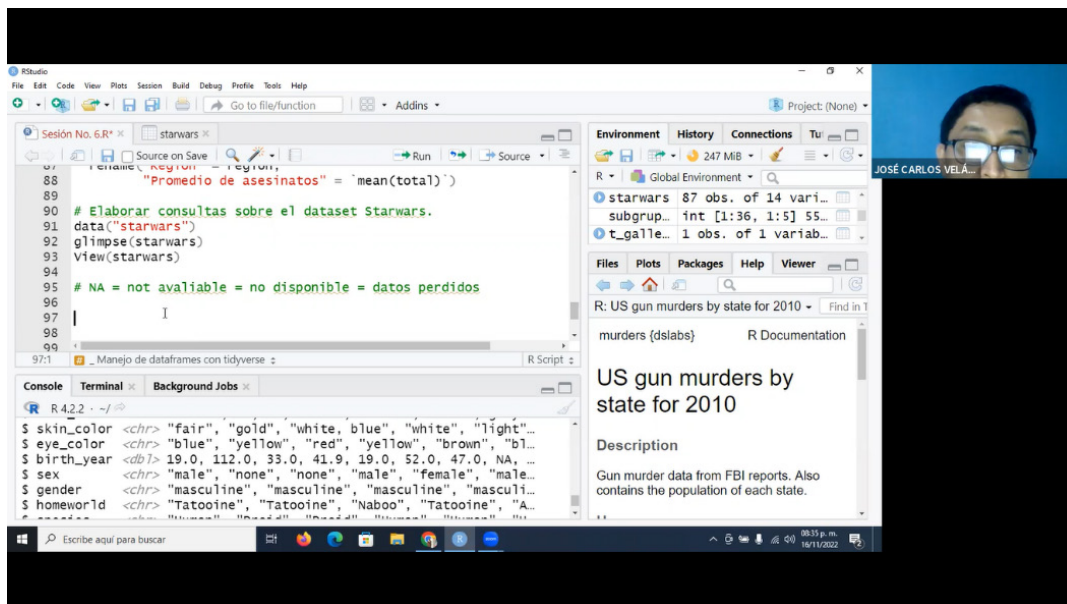 RStudio
File Edit Code View Plots Session Build Debug Profile Tools Help
Go to file/function Addins Project: (None)
Sesión No. 6.R* starwars
Source on Save Run Source
88 "Promedio de asesinatos" = `mean(total)`)
89
90 # Elaborar consultas sobre el dataset Starwars.
91 data("starwars")
92 glimpse(starwars)
93 View(starwars)
94
95 # NA = not avaliable = no disponible = datos perdidos
96
97
98
99
97:1 _ Manejo de dataframes con tidyverse R Script
Console Terminal Background Jobs
R 4.2.2 · ~/
$ skin_color <chr> "fair", "gold", "white, blue", "white", "light"…
$ eye_color <chr> "blue", "yellow", "red", "yellow", "brown", "bl…
$ birth_year <dbl> 19.0, 112.0, 33.0, 41.9, 19.0, 52.0, 47.0, NA, …
$ sex <chr> "male", "none", "none", "male", "female", "male…
$ gender <chr> "masculine", "masculine", "masculine", "masculi…
$ homeworld <chr> "Tatooine", "Tatooine", "Naboo", "Tatooine", "A…
Environment History Connections Tu
247 MiB
R Global Environment
starwars 87 obs. of 14 vari…
subgrup… int [1:36, 1:5] 55…
t_galle… 1 obs. of 1 variab…
Files Plots Packages Help Viewer
R: US gun murders by state for 2010 Find in T
murders {dslabs} R Documentation
US gun murders by
state for 2010
Description
Gun murder data from FBI reports. Also
contains the population of each state.
JOSÉ CARLOS VELÁ…
Escribe aquí para buscar
08:35 p. m.
16/11/2022